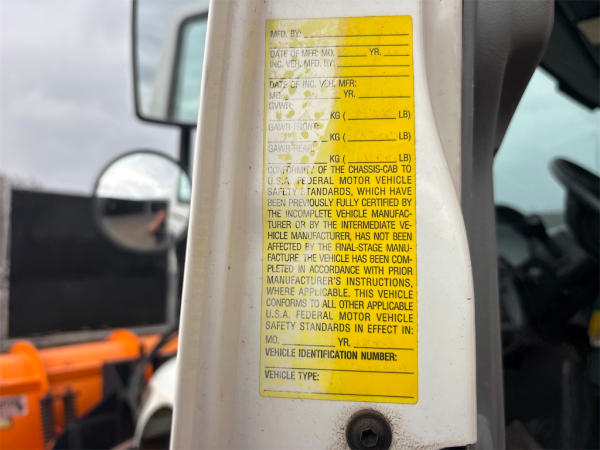 MFD. BY:
DATE OF MFR: MO. YR.
INC. VEH. MFD. BY:
DATE OF INC. VEH. MFR:
MO. YR.
GVWR:
KG ( LB)
GAWR-FRONT:
KG ( LB)
GAWR-REAR:
KG ( LB)
CONFORMITY OF THE CHASSIS-CAB TO
U.S.A. FEDERAL MOTOR VEHICLE
SAFETY STANDARDS, WHICH HAVE
BEEN PREVIOUSLY FULLY CERTIFIED BY
THE INCOMPLETE VEHICLE MANUFAC-
TURER OR BY THE INTERMEDIATE VE-
HICLE MANUFACTURER, HAS NOT BEEN
AFFECTED BY THE FINAL-STAGE MANU-
FACTURE. THE VEHICLE HAS BEEN COM-
PLETED IN ACCORDANCE WITH PRIOR
MANUFACTURER'S INSTRUCTIONS,
WHERE APPLICABLE. THIS VEHICLE
CONFORMS TO ALL OTHER APPLICABLE
U.S.A. FEDERAL MOTOR VEHICLE
SAFETY STANDARDS IN EFFECT IN:
MO. YR.
VEHICLE IDENTIFICATION NUMBER:
VEHICLE TYPE: